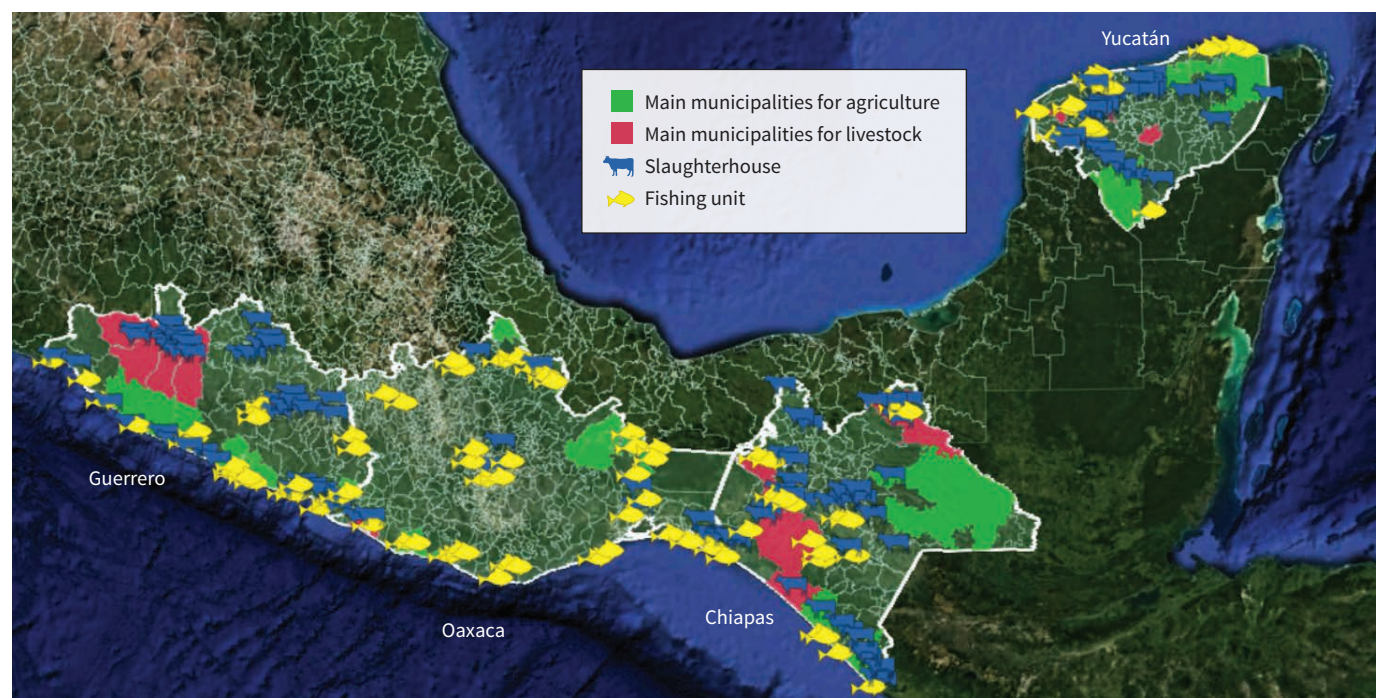 Yucatán
Main municipalities for agriculture
Main municipalities for livestock
Slaughterhouse
Fishing unit
Guerrero
Oaxaca
Chiapas